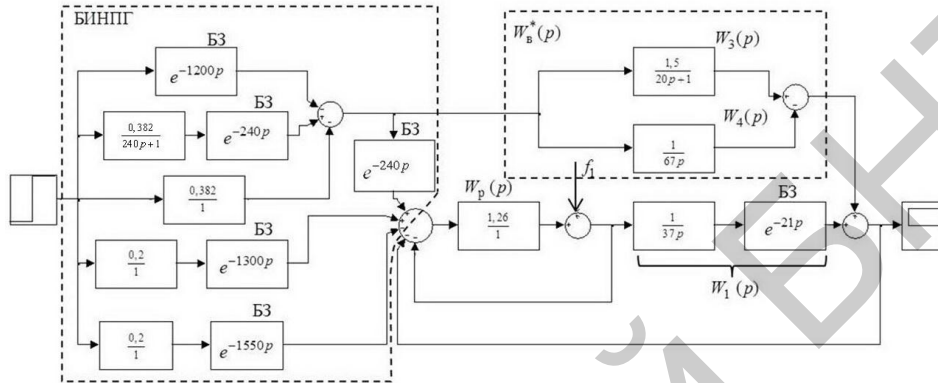 БИНПГ
БЗ
e^{-1200p}
W_в^*(p)
W_3(p)
1,5
20p+1
0,382
240p+1
БЗ
e^{-240p}
W_4(p)
1
67p
БЗ
e^{-240p}
0,382
1
W_р(p)
1,26
1
f_1
1
37p
БЗ
e^{-21p}
W_1(p)
0,2
1
БЗ
e^{-1300p}
0,2
1
БЗ
e^{-1550p}